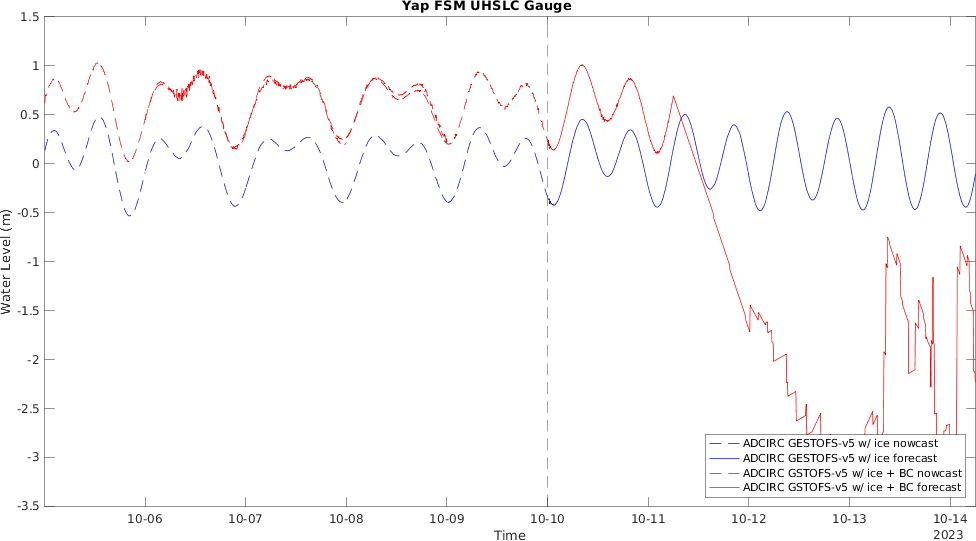 Yap FSM UHSLC Gauge
1.5
1
0.5
0
-0.5
-1
-1.5
-2
-2.5
-3
-3.5
Water Level (m)
ADCIRC GESTOFS-v5 w/ ice nowcast
ADCIRC GESTOFS-v5 w/ ice forecast
ADCIRC GSTOFS-v5 w/ ice + BC nowcast
ADCIRC GSTOFS-v5 w/ ice + BC forecast
10-06 10-07 10-08 10-09 10-10 10-11 10-12 10-13 10-14
Time 2023